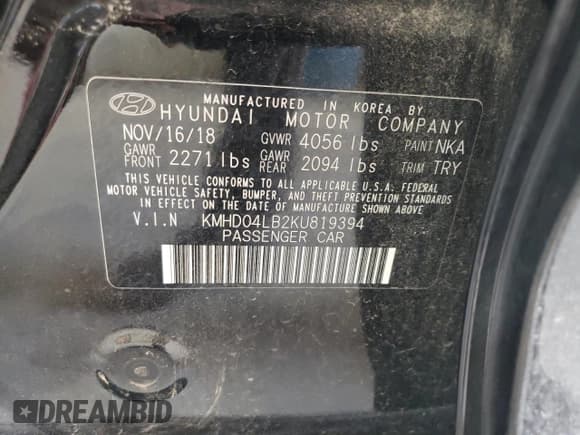 MANUFACTURED IN KOREA BY
HYUNDAI MOTOR COMPANY
NOV/16/18 GVWR 4056 lbs PAINT NKA
GAWR FRONT 2271 lbs GAWR REAR 2094 lbs TRIM TRY
THIS VEHICLE CONFORMS TO ALL APPLICABLE U.S.A. FEDERAL
MOTOR VEHICLE SAFETY, BUMPER, AND THEFT PREVENTION
STANDARDS IN EFFECT ON THE DATE OF MANUFACTURE SHOWN ABOVE.
V.I.N KMHD04LB2KU819394
PASSENGER CAR
DREAMBID